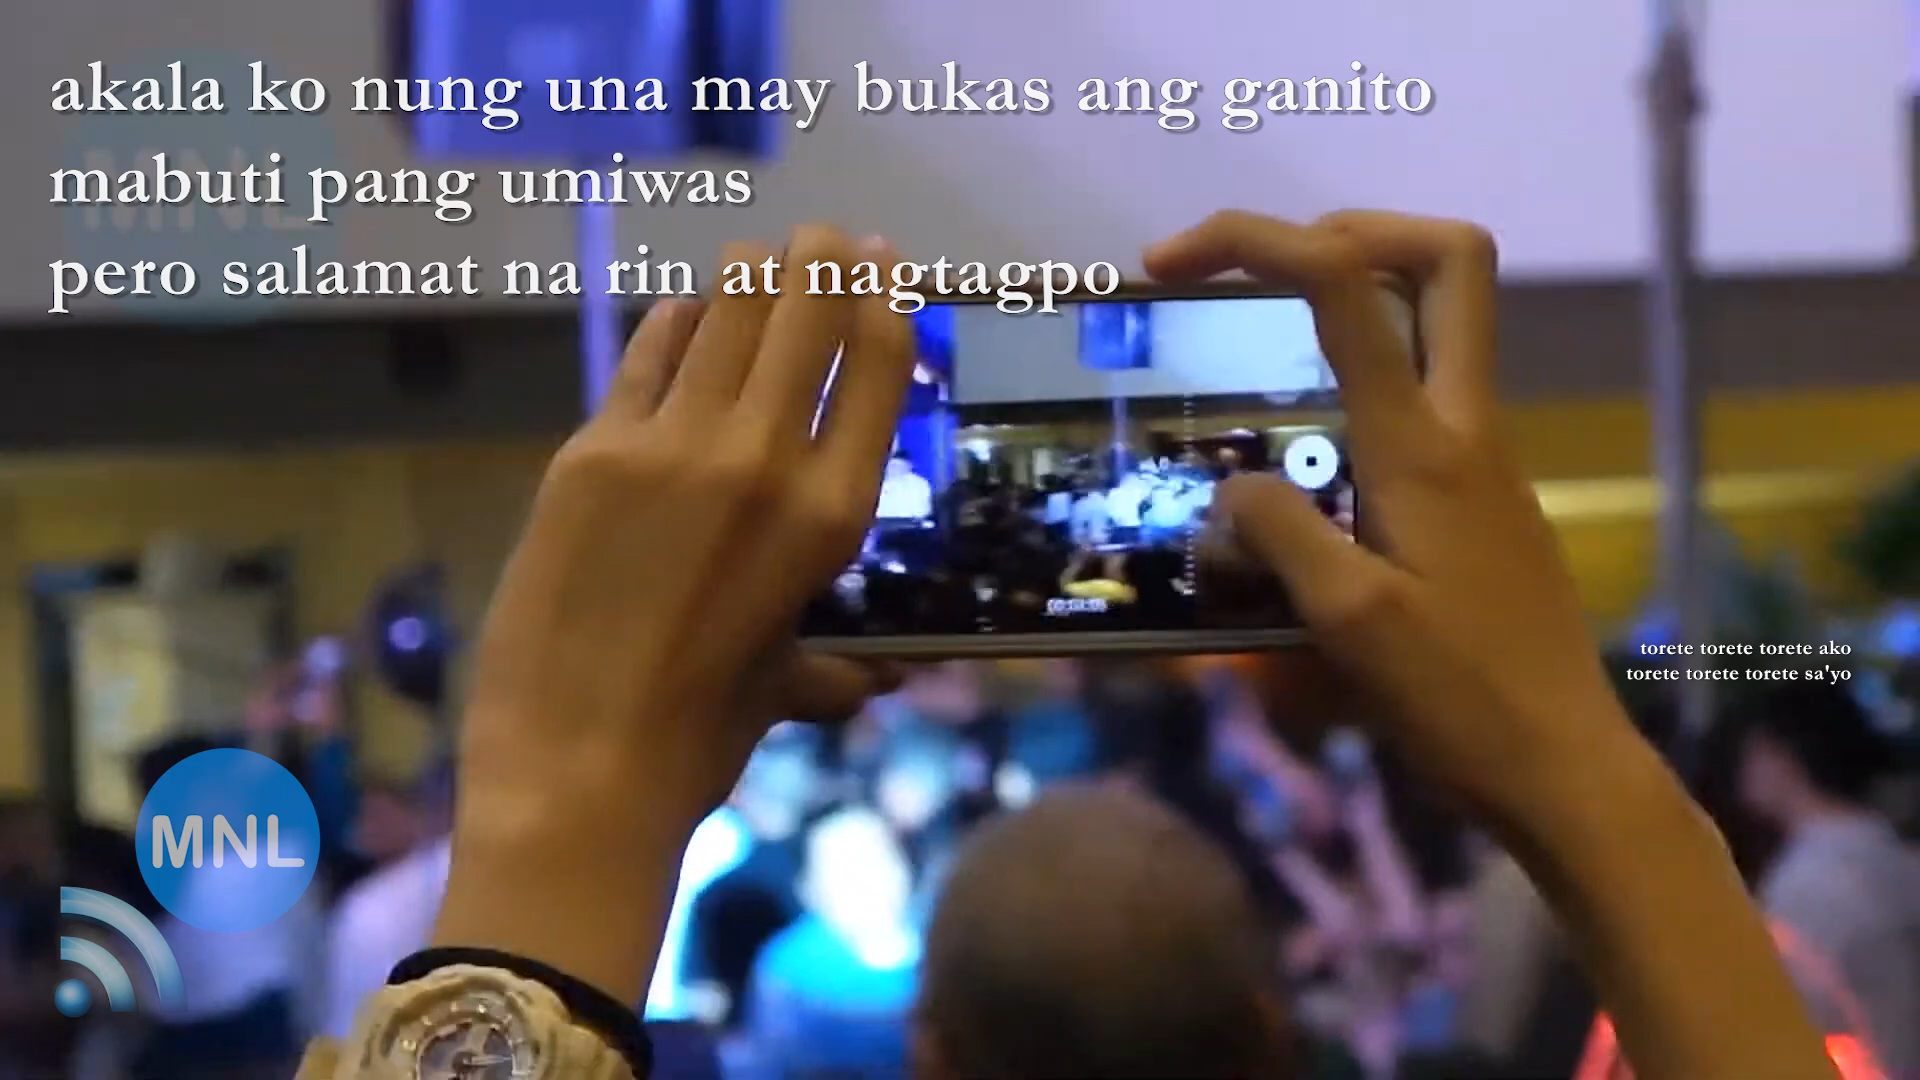 akala ko nung una may bukas ang ganito
mabuti pang umiwas
pero salamat na rin at nagtagpo
torete torete torete ako
torete torete torete sa'yo
MNL
MNL